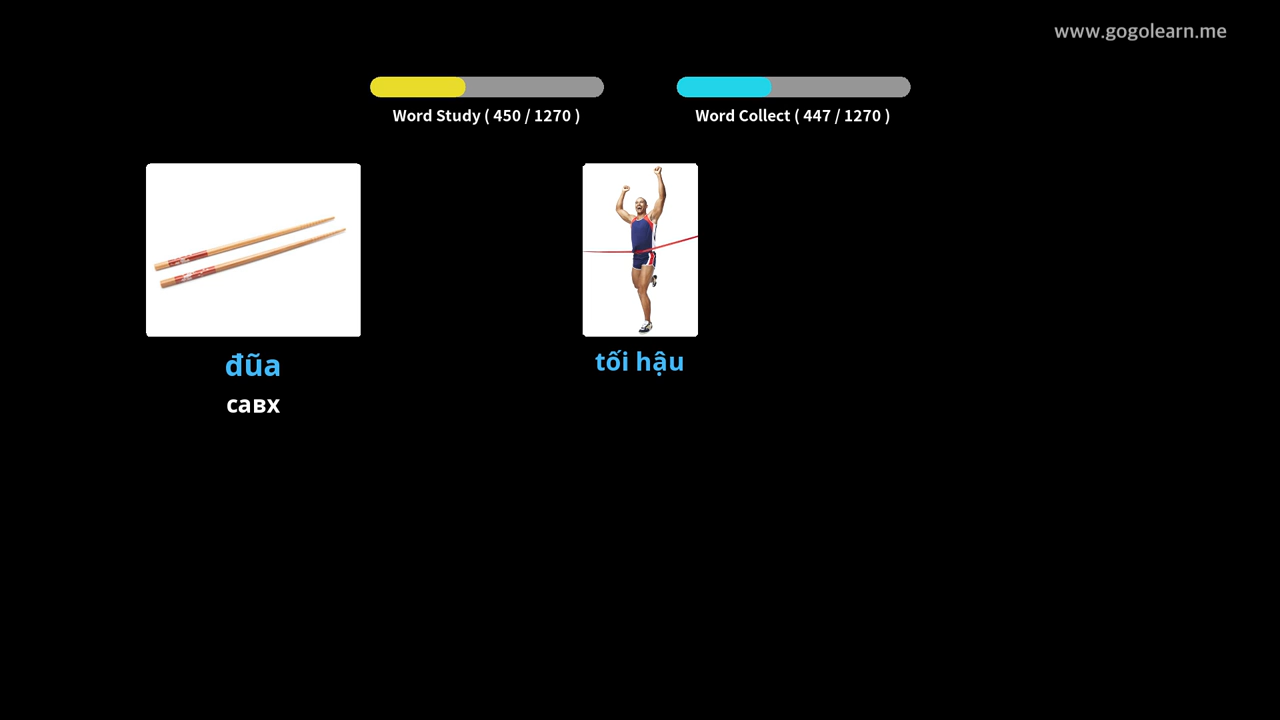 www.gogolearn.me
Word Study ( 450 / 1270 )
Word Collect ( 447 / 1270 )
đũa
савх
tối hậu